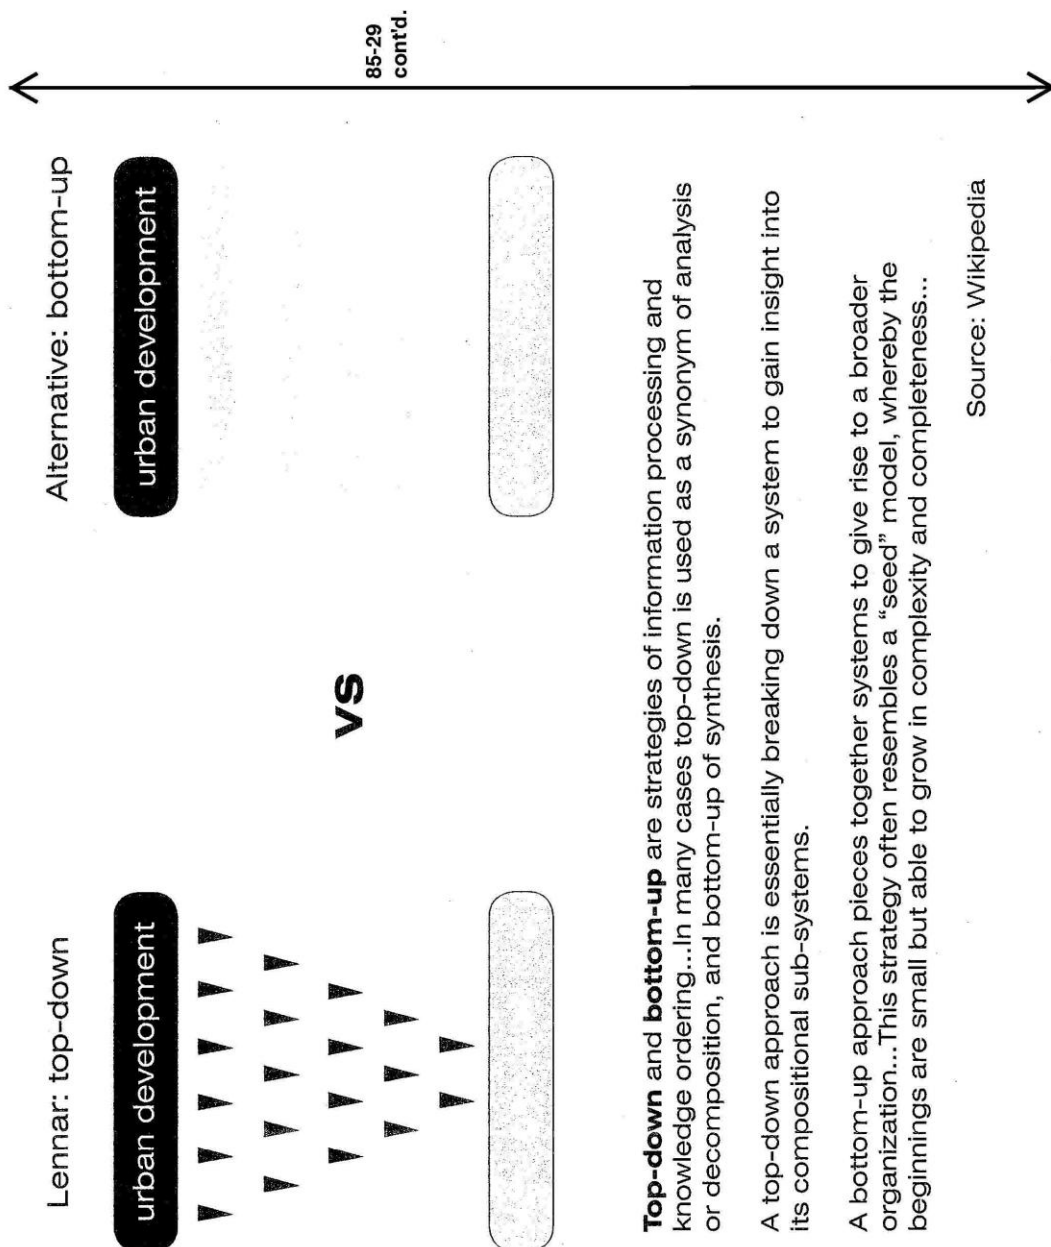 Lennar: top-down
urban development
vs
Alternative: bottom-up
urban development
Top-down and bottom-up are strategies of information processing and
knowledge ordering...In many cases top-down is used as a synonym of analysis
or decomposition, and bottom-up of synthesis.
A top-down approach is essentially breaking down a system to gain insight into
its compositional sub-systems.
A bottom-up approach pieces together systems to give rise to a broader
organization...This strategy often resembles a “seed” model, whereby the
beginnings are small but able to grow in complexity and completeness...
Source: Wikipedia
85-29
cont'd.